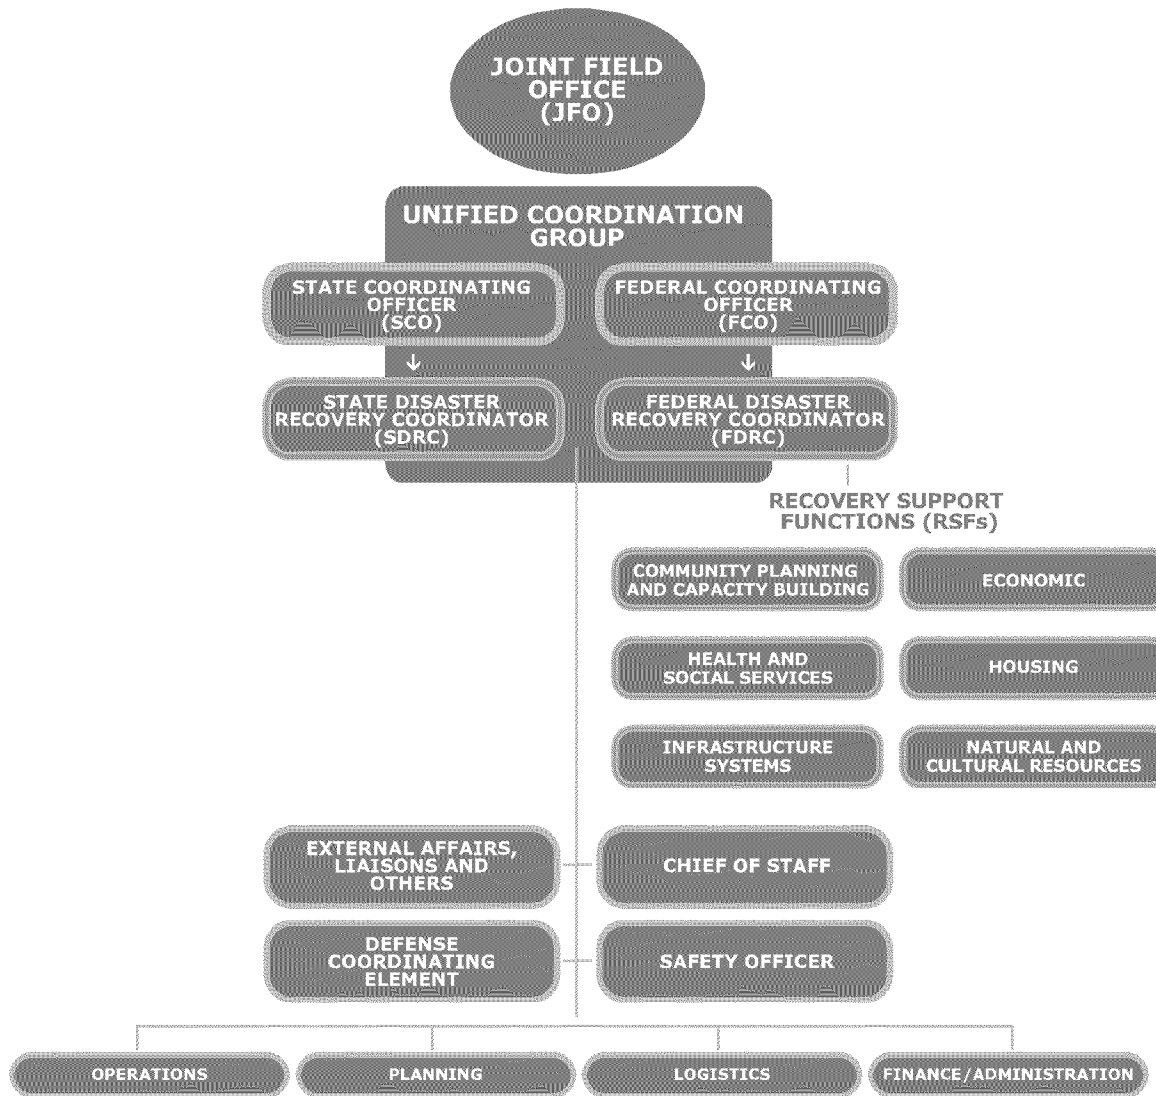 JOINT FIELD
OFFICE
(JFO)
UNIFIED COORDINATION
GROUP
STATE COORDINATING
OFFICER
(SCO)
FEDERAL COORDINATING
OFFICER
(FCO)
STATE DISASTER
RECOVERY COORDINATOR
(SDRC)
FEDERAL DISASTER
RECOVERY COORDINATOR
(FDRC)
RECOVERY SUPPORT
FUNCTIONS (RSFs)
COMMUNITY PLANNING
AND CAPACITY BUILDING
ECONOMIC
HEALTH AND
SOCIAL SERVICES
HOUSING
INFRASTRUCTURE
SYSTEMS
NATURAL AND
CULTURAL RESOURCES
EXTERNAL AFFAIRS,
LIAISONS AND
OTHERS
CHIEF OF STAFF
DEFENSE
COORDINATING
ELEMENT
SAFETY OFFICER
OPERATIONS
PLANNING
LOGISTICS
FINANCE/ADMINISTRATION